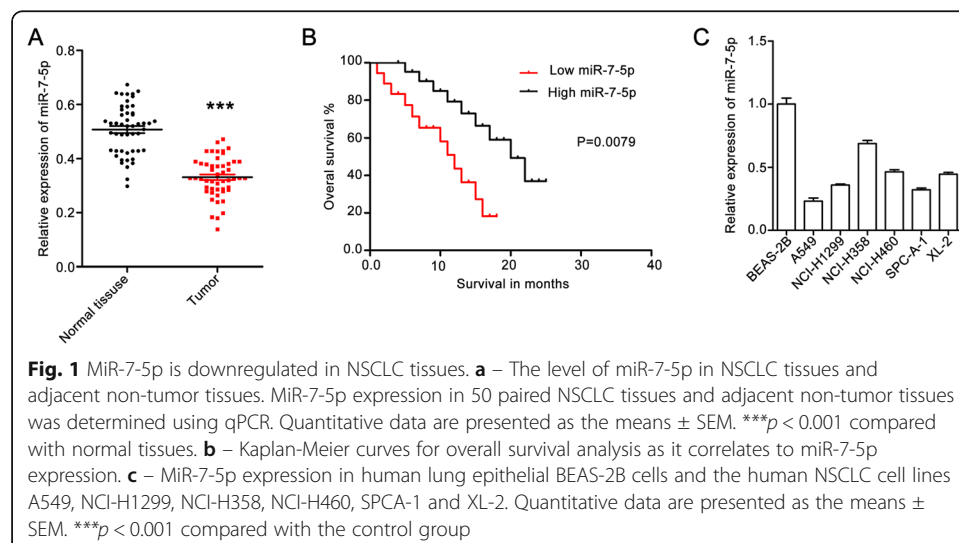 A
Relative expression of miR-7-5p
0.8
0.6
0.4
0.2
0.0
***
Normal tissuse
Tumor
B
Overall survival %
100.0
80
60
40
20
0.0
0.0
10
20
30
40
Survival in months
Low miR-7-5p
High miR-7-5p
P=0.0079
C
Relative expression of miR-7-5p
1.5
1.0
0.5
0.0
BEAS-2B
A549
NCI-H1299
NCI-H358
NCI-H460
SPC-A-1
XL-2
Fig. 1 MiR-7-5p is downregulated in NSCLC tissues. a – The level of miR-7-5p in NSCLC tissues and
adjacent non-tumor tissues. MiR-7-5p expression in 50 paired NSCLC tissues and adjacent non-tumor tissues
was determined using qPCR. Quantitative data are presented as the means ± SEM. ***p < 0.001 compared
with normal tissues. b – Kaplan-Meier curves for overall survival analysis as it correlates to miR-7-5p
expression. c – MiR-7-5p expression in human lung epithelial BEAS-2B cells and the human NSCLC cell lines
A549, NCI-H1299, NCI-H358, NCI-H460, SPCA-1 and XL-2. Quantitative data are presented as the means ±
SEM. ***p < 0.001 compared with the control group